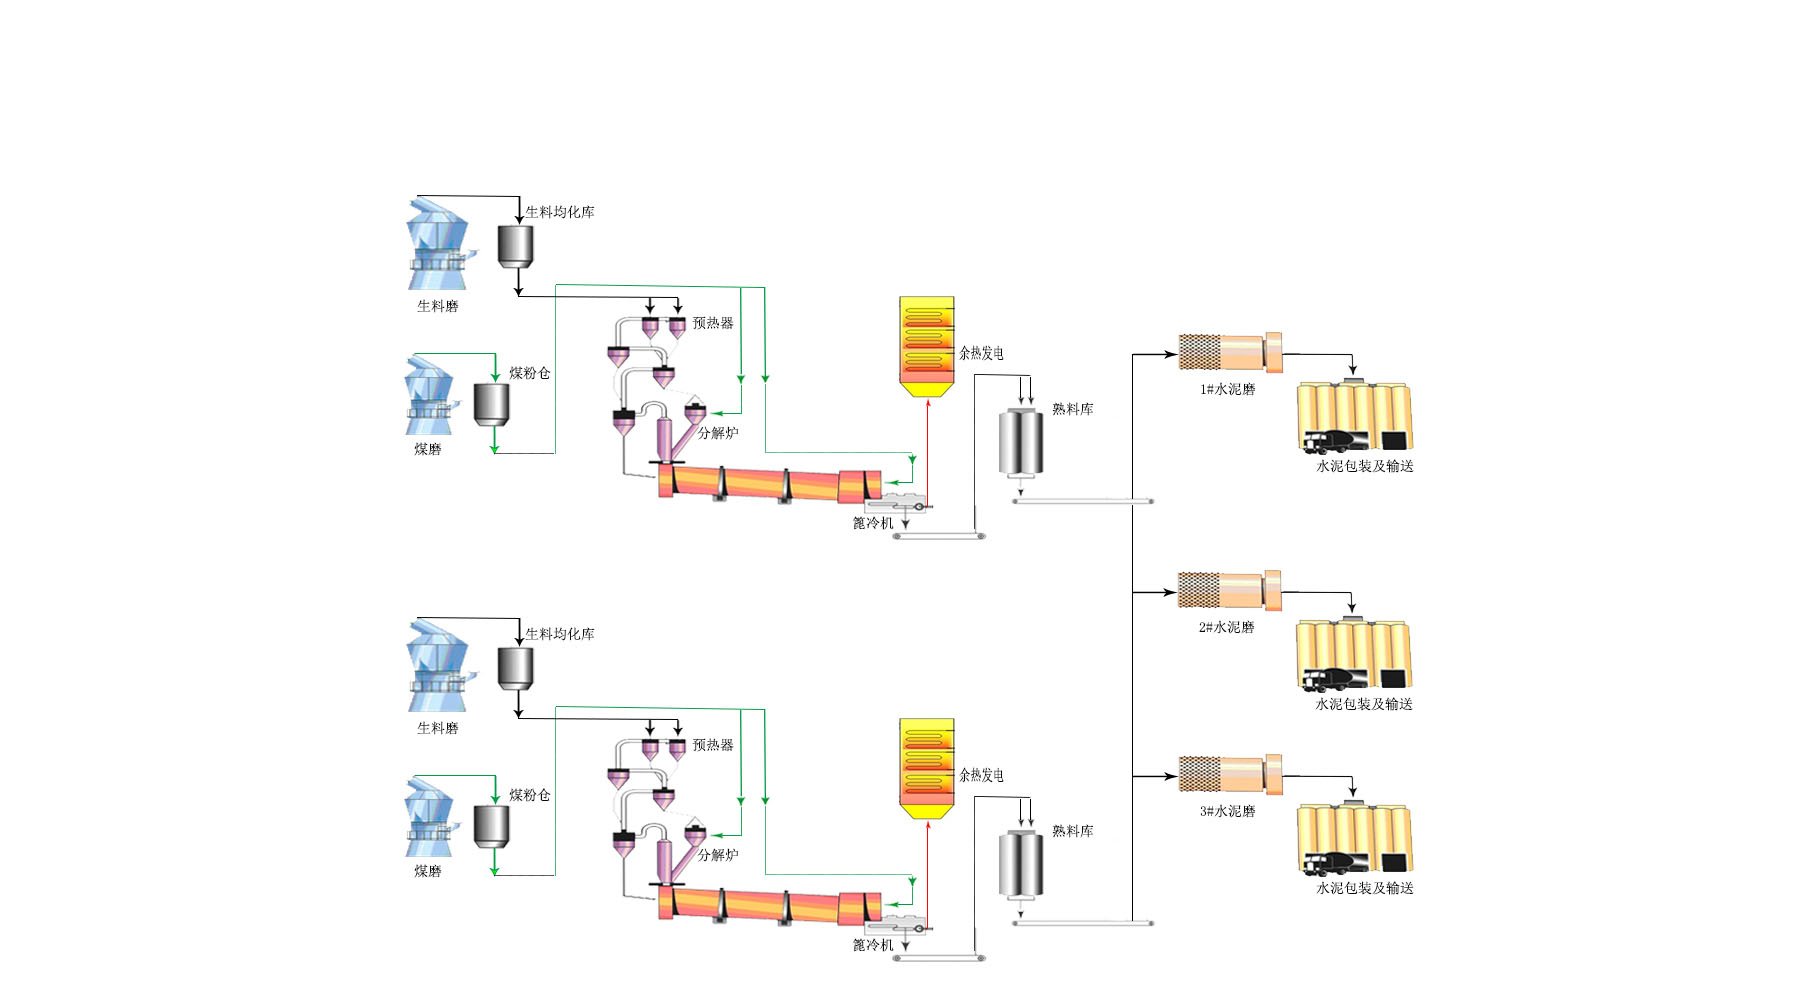 生料均化库
生料磨
预热器
煤粉仓
煤磨
分解炉
余热发电
熟料库
篦冷机
1#水泥磨
水泥包装及输送
2#水泥磨
水泥包装及输送
生料均化库
生料磨
预热器
煤粉仓
煤磨
分解炉
余热发电
熟料库
篦冷机
3#水泥磨
水泥包装及输送